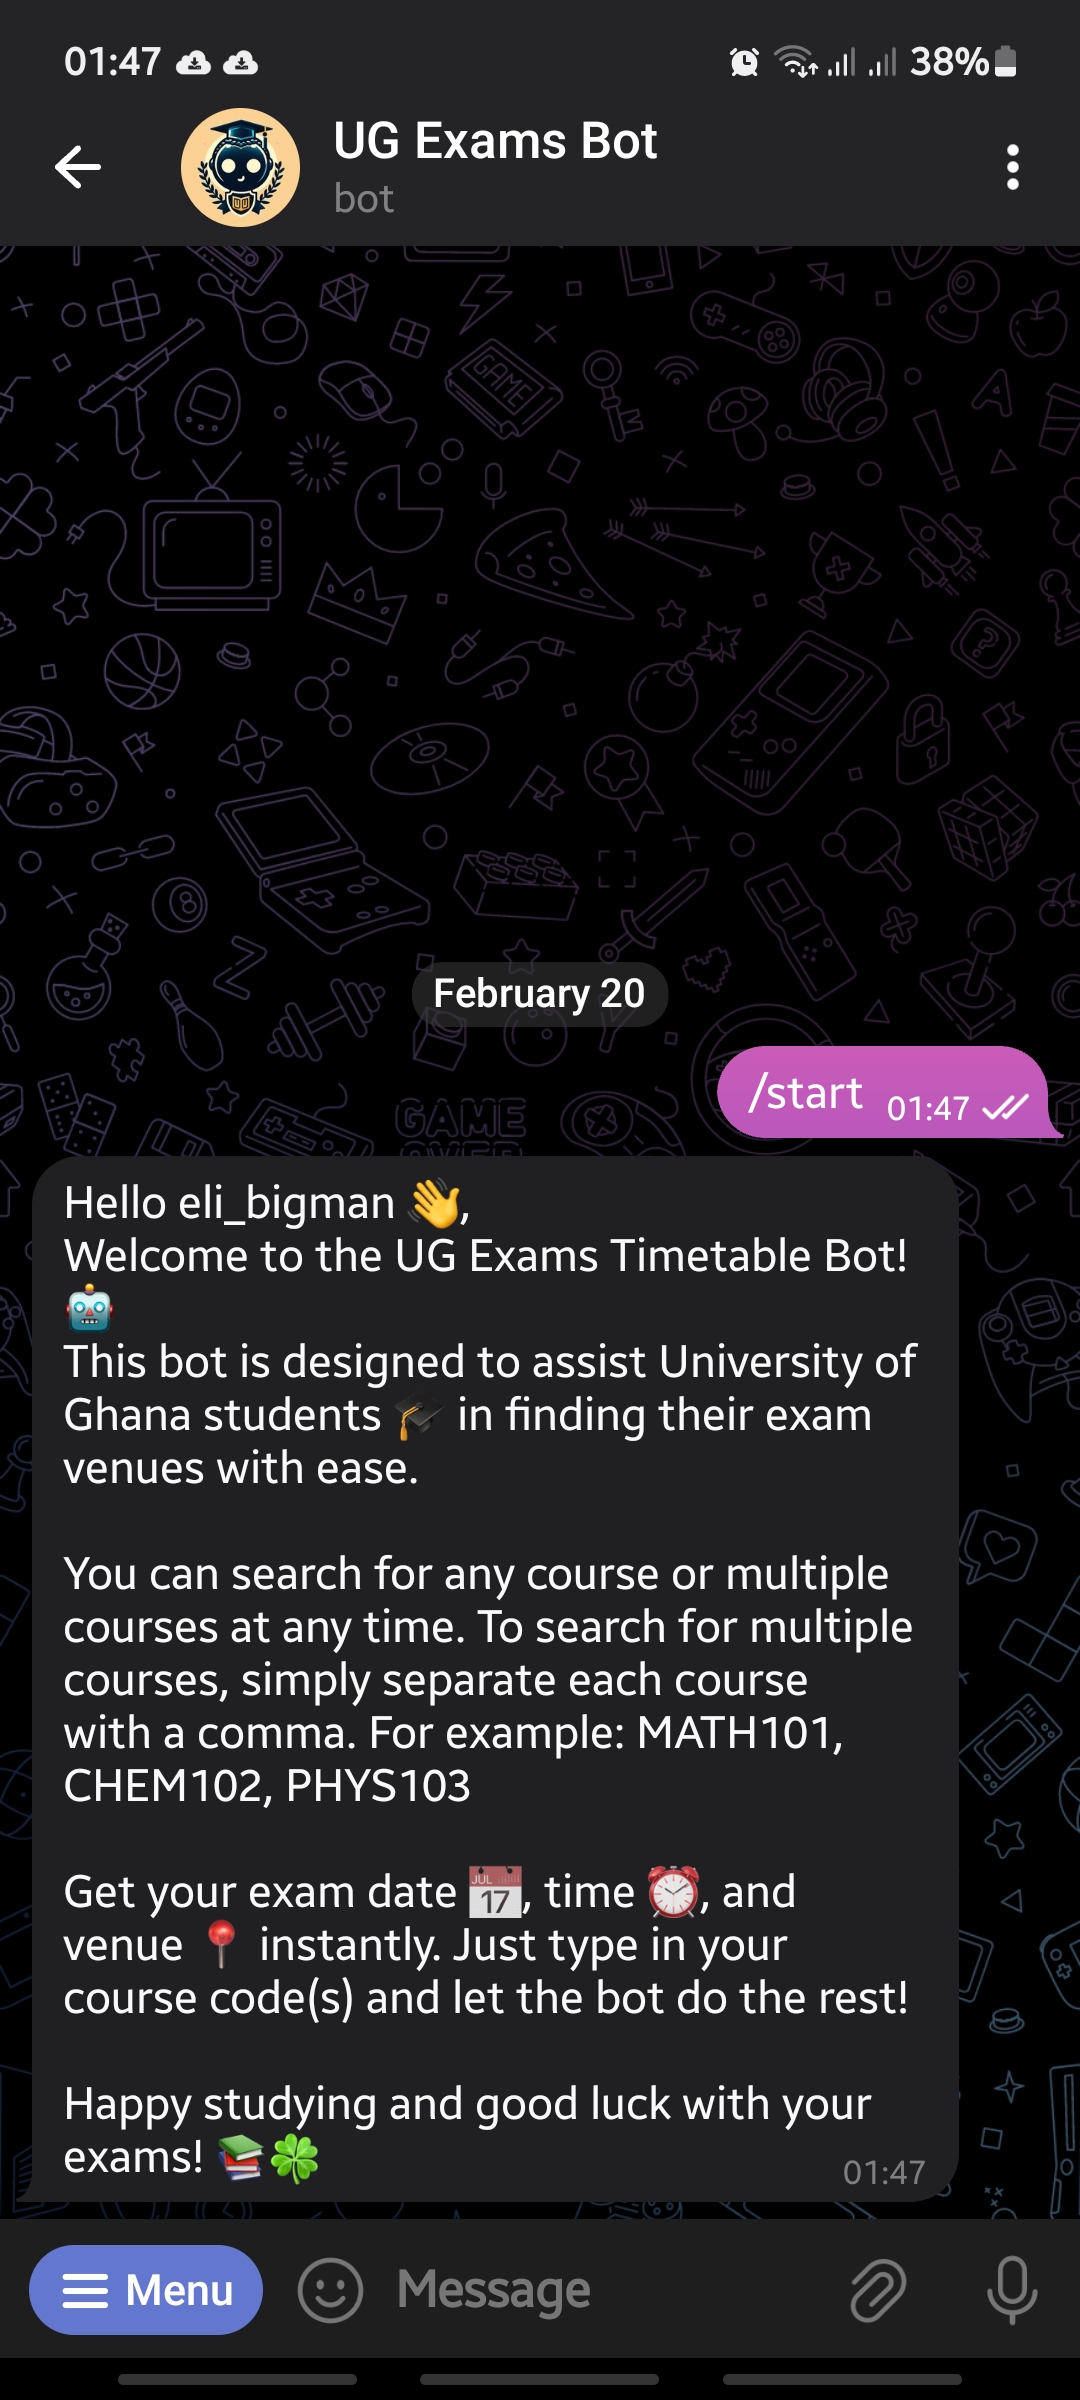 01:47 38%
UG Exams Bot
bot
GAME
February 20
/start 01:47
GAME
OVER
Hello eli_bigman 👋,
Welcome to the UG Exams Timetable Bot!
🤖
This bot is designed to assist University of
Ghana students 🎓 in finding their exam
venues with ease.
You can search for any course or multiple
courses at any time. To search for multiple
courses, simply separate each course
with a comma. For example: MATH101,
CHEM102, PHYS103
Get your exam date 📅, time ⏰, and
venue 📍 instantly. Just type in your
course code(s) and let the bot do the rest!
Happy studying and good luck with your
exams! 📚🍀
01:47
Menu Message